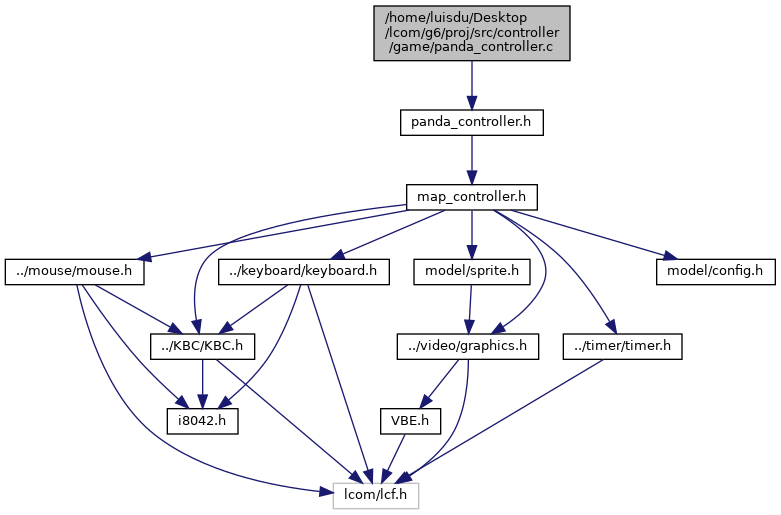 /home/luisdu/Desktop
/lcom/g6/proj/src/controller
/game/panda_controller.c
panda_controller.h
map_controller.h
../mouse/mouse.h
../keyboard/keyboard.h
model/sprite.h
model/config.h
../KBC/KBC.h
../video/graphics.h
../timer/timer.h
i8042.h
VBE.h
lcom/lcf.h